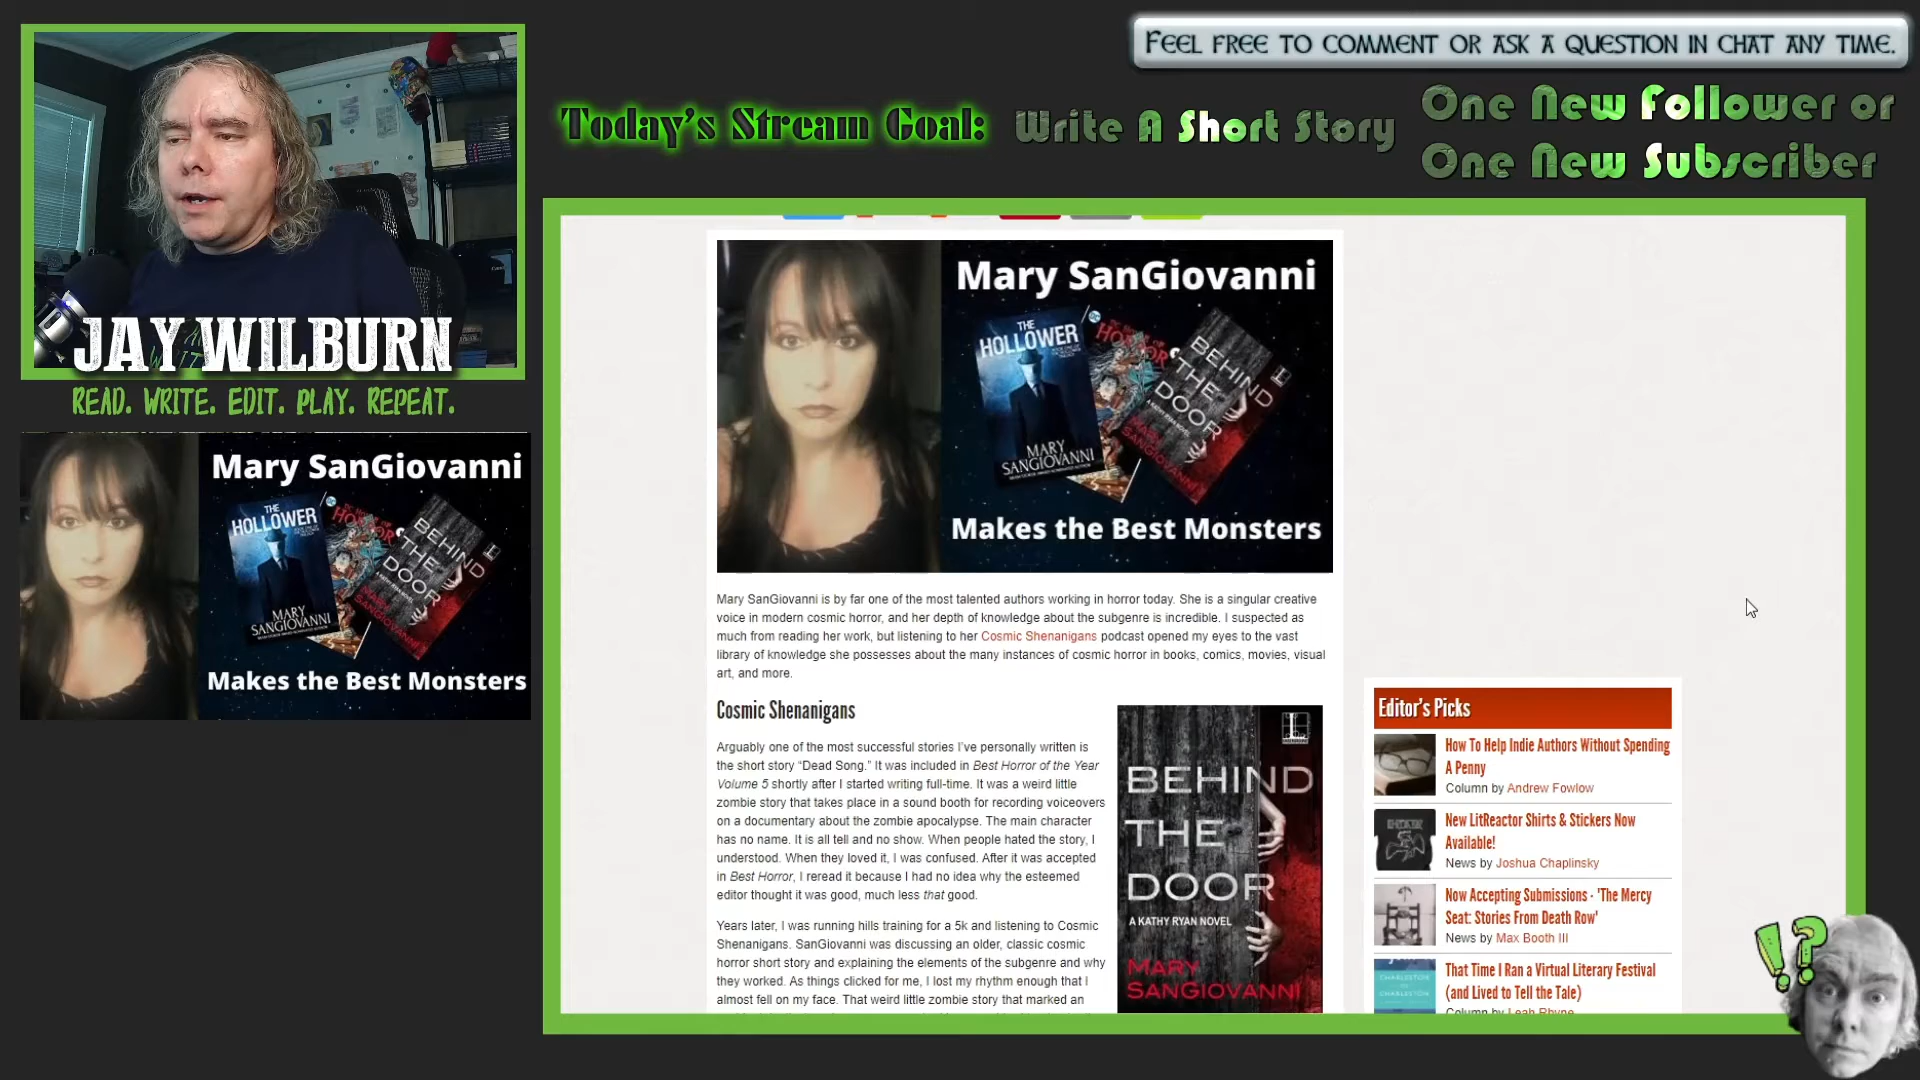 FEEL FREE TO COMMENT OR ASK A QUESTION IN CHAT ANY TIME.
Today's Stream Goal:
Write A Short Story
One New Follower or
One New Subscriber
JAY WILBURN
READ. WRITE. EDIT. PLAY. REPEAT.
Mary SanGiovanni
THE
HOLLOWER
MARY
SANGIOVANNI
HORROR
BEHIND
THE
DOOR
A KATHY RYAN NOVEL
MARY
SANGIOVANNI
Makes the Best Monsters
Mary SanGiovanni
THE
HOLLOWER
MARY
SANGIOVANNI
HORROR
BEHIND
THE
DOOR
MARY
SANGIOVANNI
Makes the Best Monsters
Mary SanGiovanni is by far one of the most talented authors working in horror today. She is a singular creative
voice in modern cosmic horror, and her depth of knowledge about the subgenre is incredible. I suspected as
much from reading her work, but listening to her Cosmic Shenanigans podcast opened my eyes to the vast
library of knowledge she possesses about the many instances of cosmic horror in books, comics, movies, visual
art, and more.
Cosmic Shenanigans
Arguably one of the most successful stories I've personally written is
the short story “Dead Song.” It was included in Best Horror of the Year
Volume 5 shortly after I started writing full-time. It was a weird little
zombie story that takes place in a sound booth for recording voiceovers
on a documentary about the zombie apocalypse. The main character
has no name. It is all tell and no show. When people hated the story, I
understood. When they loved it, I was confused. After it was accepted
in Best Horror, I reread it because I had no idea why the esteemed
editor thought it was good, much less that good.
Years later, I was running hills training for a 5k and listening to Cosmic
Shenanigans. SanGiovanni was discussing an older, classic cosmic
horror short story and explaining the elements of the subgenre and why
they worked. As things clicked for me, I lost my rhythm enough that I
almost fell on my face. That weird little zombie story that marked an
BEHIND
THE
DOOR
A KATHY RYAN NOVEL
MARY
SANGIOVANNI
Editor's Picks
How To Help Indie Authors Without Spending
A Penny
Column by Andrew Fowlow
New LitReactor Shirts & Stickers Now
Available!
News by Joshua Chaplinsky
Now Accepting Submissions - 'The Mercy
Seat: Stories From Death Row'
News by Max Booth III
That Time I Ran a Virtual Literary Festival
(and Lived to Tell the Tale)
Column by Leah Rhyne
!?